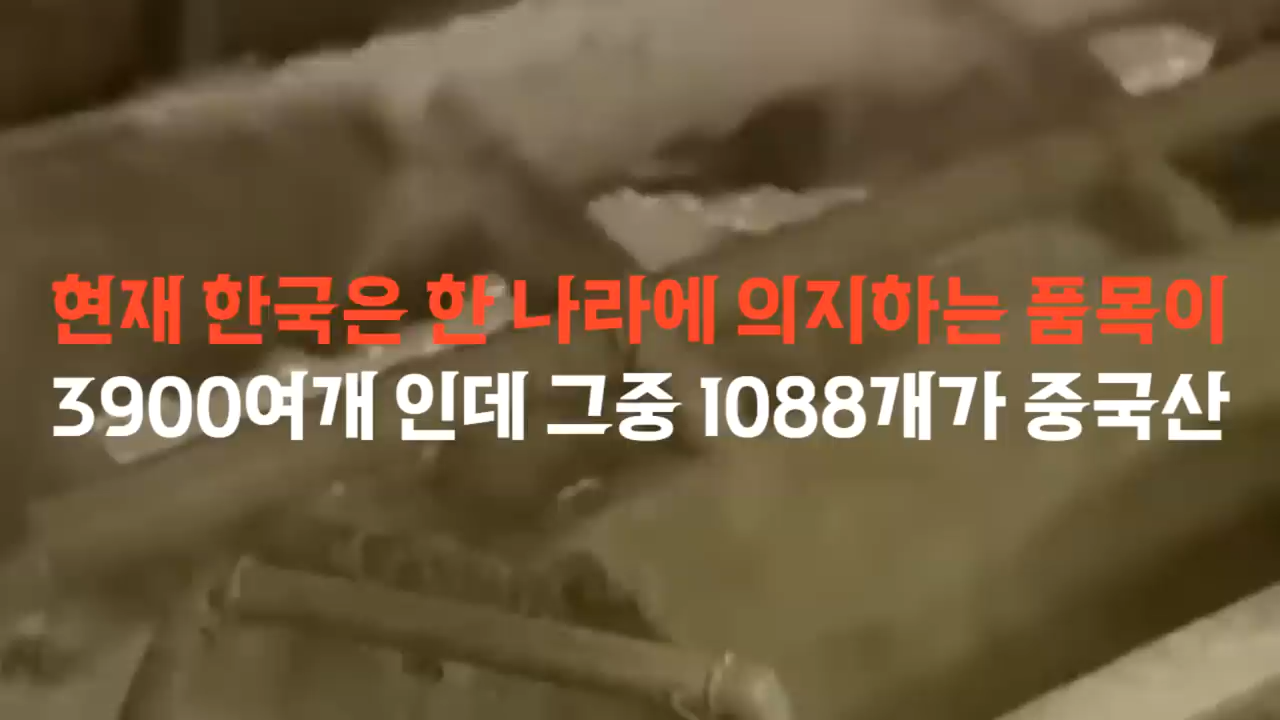 현재 한국은 한 나라에 의지하는 품목이
3900여개 인데 그중 1088개가 중국산